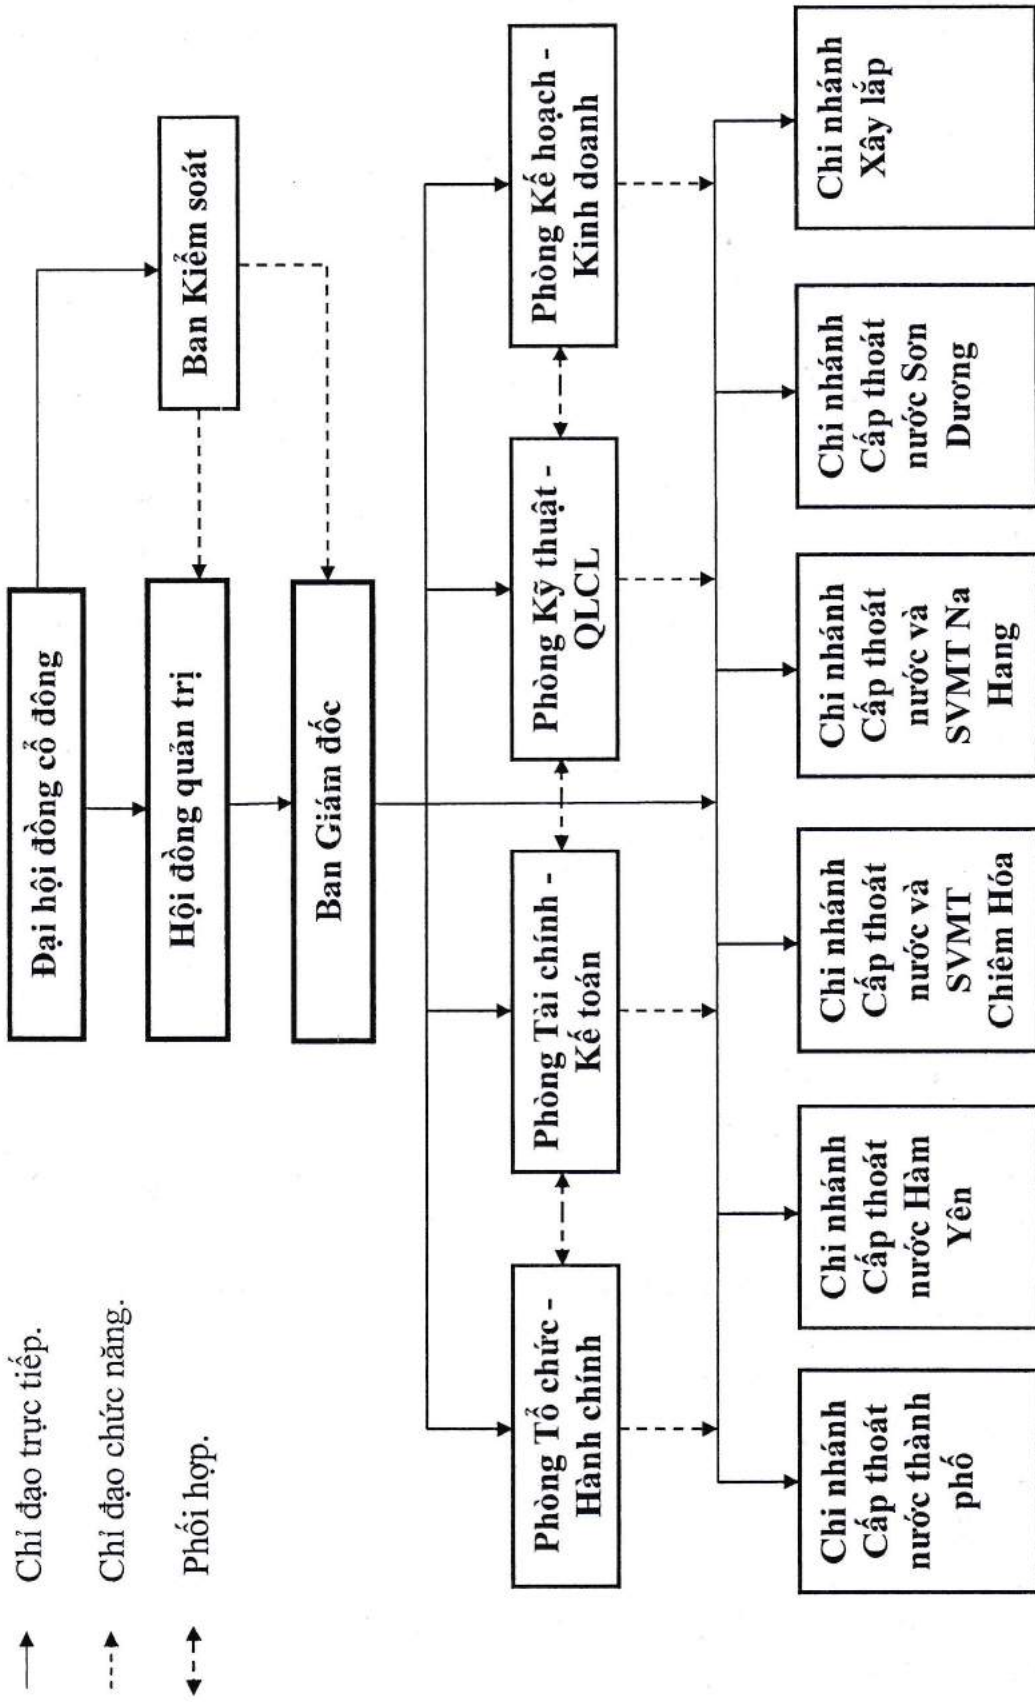 Chỉ đạo trực tiếp.
Chỉ đạo chức năng.
Phối hợp.
Đại hội đồng cổ đông
Ban Kiểm soát
Hội đồng quản trị
Ban Giám đốc
Phòng Tổ chức -
Hành chính
Phòng Tài chính -
Kế toán
Phòng Kỹ thuật -
QLCL
Phòng Kế hoạch -
Kinh doanh
Chi nhánh
Cấp thoát
nước thành
phố
Chi nhánh
Cấp thoát
nước Hàm
Yên
Chi nhánh
Cấp thoát
nước và
SVMT
Chiêm Hóa
Chi nhánh
Cấp thoát
nước và
SVMT Na
Hang
Chi nhánh
Cấp thoát
nước Sơn
Dương
Chi nhánh
Xây lắp